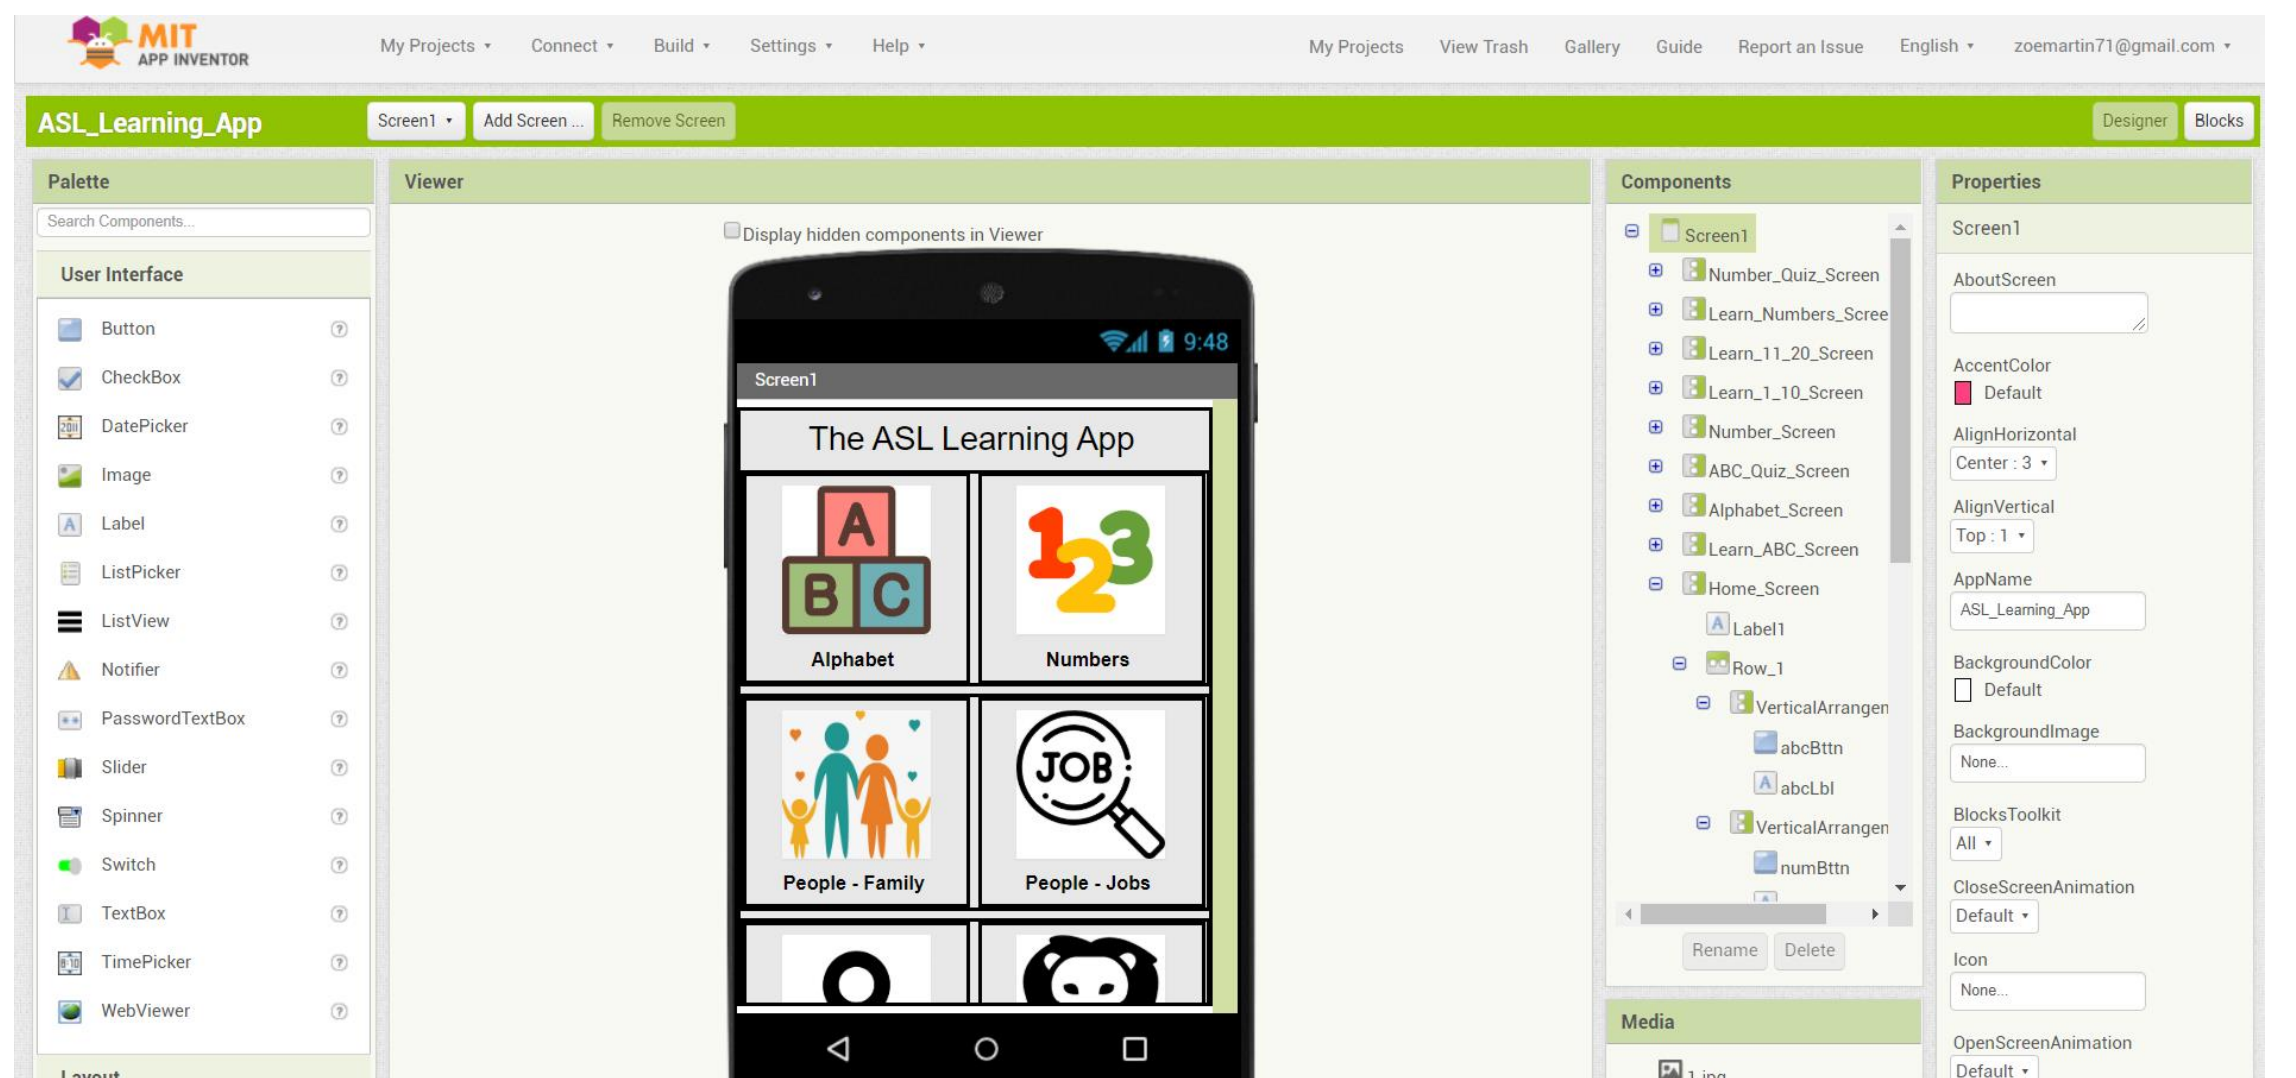 MIT
APP INVENTOR
My Projects
Connect
Build
Settings
Help
My Projects
View Trash
Gallery
Guide
Report an Issue
English
zoemartin71@gmail.com
ASL_Learning_App
Screen1
Add Screen ...
Remove Screen
Designer
Blocks
Palette
Search Components...
User Interface
Button
CheckBox
DatePicker
Image
Label
ListPicker
ListView
Notifier
PasswordTextBox
Slider
Spinner
Switch
TextBox
TimePicker
WebViewer
Viewer
Display hidden components in Viewer
9:48
Screen1
The ASL Learning App
A
B C
Alphabet
123
Numbers
People - Family
JOB
People - Jobs
Components
Screen1
Number_Quiz_Screen
Learn_Numbers_Scree
Learn_11_20_Screen
Learn_1_10_Screen
Number_Screen
ABC_Quiz_Screen
Alphabet_Screen
Learn_ABC_Screen
Home_Screen
Label1
Row_1
VerticalArrangen
abcBttn
abcLbl
VerticalArrangen
numBttn
Rename
Delete
Media
Properties
Screen1
AboutScreen
AccentColor
Default
AlignHorizontal
Center : 3
AlignVertical
Top : 1
AppName
ASL_Learning_App
BackgroundColor
Default
BackgroundImage
None...
BlocksToolkit
All
CloseScreenAnimation
Default
Icon
None...
OpenScreenAnimation
Default